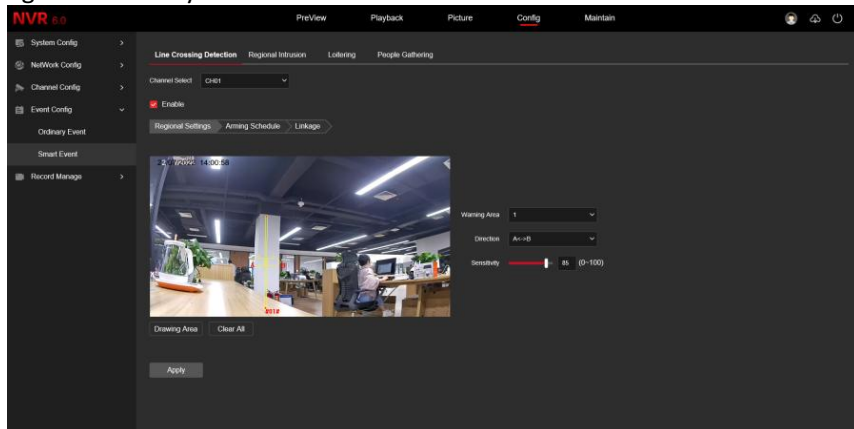 NVR 6.0 PreView Playback Picture Config Maintain
System Config
NetWork Config
Channel Config
Event Config
Ordinary Event
Smart Event
Record Manage
Line Crossing Detection Regional Intrusion Loitering People Gathering
Channel Select CH01
Enable
Regional Settings Arming Schedule Linkage
14:00:58
Warning Area 1
Direction A<->B
Sensitivity 85 (0~100)
Drawing Area Clear All
Apply